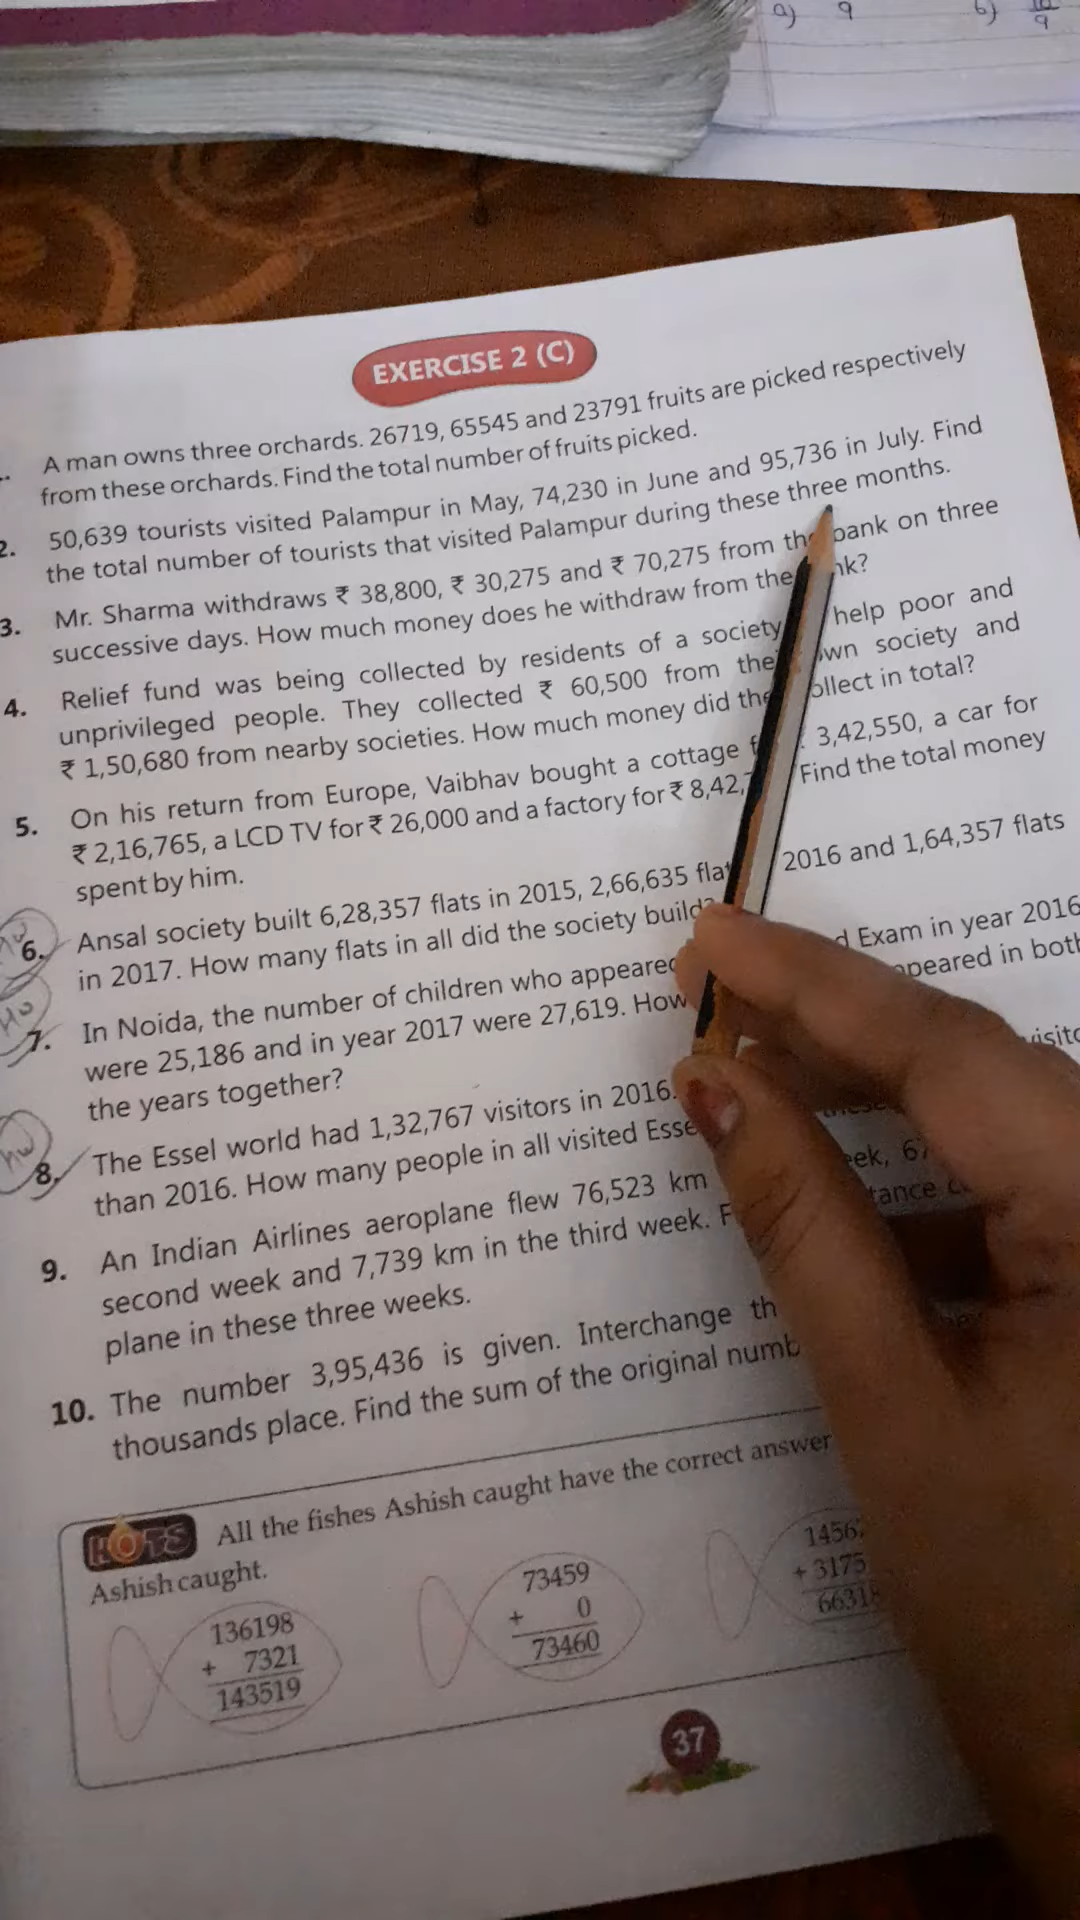 a) 9 b) 10/9
EXERCISE 2 (C)
A man owns three orchards. 26719, 65545 and 23791 fruits are picked respectively
from these orchards. Find the total number of fruits picked.
2. 50,639 tourists visited Palampur in May, 74,230 in June and 95,736 in July. Find
the total number of tourists that visited Palampur during these three months.
3. Mr. Sharma withdraws ₹ 38,800, ₹ 30,275 and ₹ 70,275 from the bank on three
successive days. How much money does he withdraw from the
4. Relief fund was being collected by residents of a society help poor and
unprivileged people. They collected ₹ 60,500 from society and
₹ 1,50,680 from nearby societies. How much money did in total?
5. On his return from Europe, Vaibhav bought a cottage 3,42,550, a car for
₹ 2,16,765, a LCD TV for ₹ 26,000 and a factory for ₹ 8,42, Find the total money
spent by him.
HW 6. Ansal society built 6,28,357 flats in 2015, 2,66,635 2016 and 1,64,357 flats
in 2017. How many flats in all did the society build?
HW 7. In Noida, the number of children who appeared Exam in year 2016
were 25,186 and in year 2017 were 27,619. How in both
the years together?
HW 8. The Essel world had 1,32,767 visitors in 2016.
than 2016. How many people in all visited
9. An Indian Airlines aeroplane flew 76,523 km
second week and 7,739 km in the third week.
plane in these three weeks.
10. The number 3,95,436 is given. Interchange
thousands place. Find the sum of the original
HOTS All the fishes Ashish caught have the correct answer
Ashish caught.
136198
+ 7321
143519
73459
+ 0
73460
37